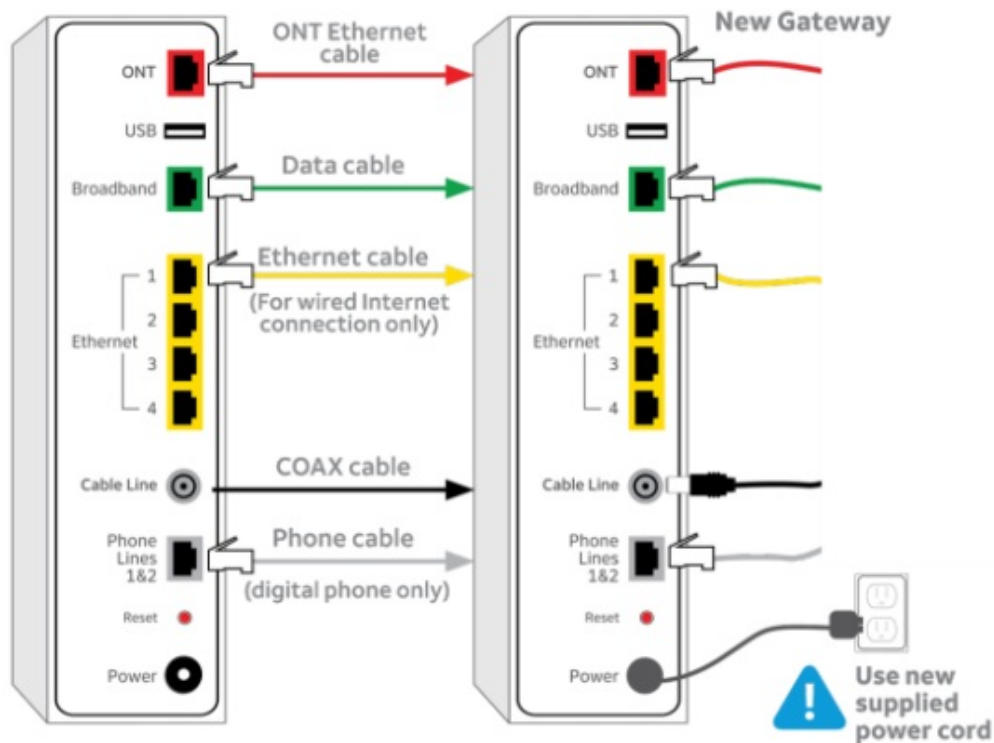 New Gateway
ONT Ethernet
cable
ONT
USB
Data cable
Broadband
Ethernet cable
(For wired Internet
connection only)
1
2
Ethernet
3
4
COAX cable
Cable Line
Phone cable
(digital phone only)
Phone
Lines
1&2
Reset
Power
ONT
USB
Broadband
1
2
Ethernet
3
4
Cable Line
Phone
Lines
1&2
Reset
Power
!
Use new
supplied
power cord